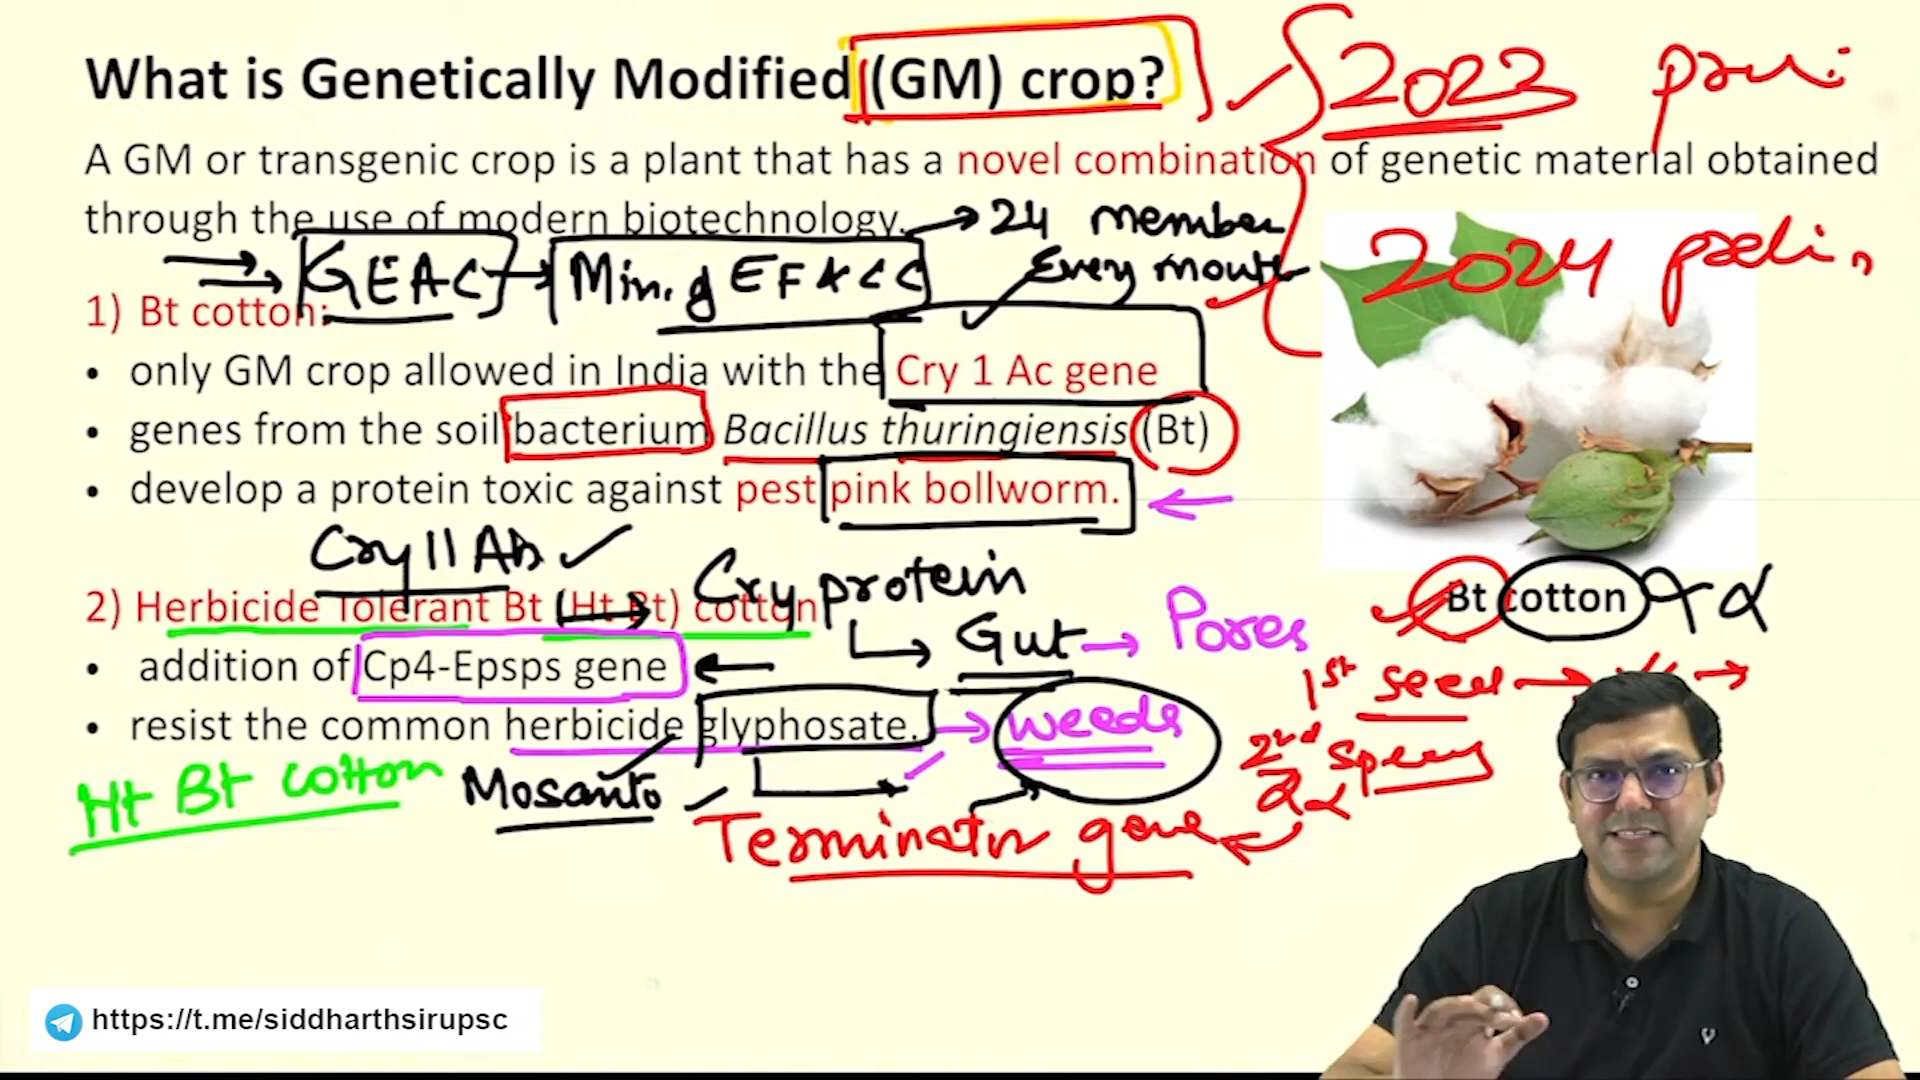 What is Genetically Modified (GM) crop?
2023
A GM or transgenic crop is a plant that has a novel combination of genetic material obtained
through the use of modern biotechnology.
24 member
Every month
2024 preli
GEAC
Min. of EF & CC
1) Bt cotton:
• only GM crop allowed in India with the Cry 1 Ac gene
• genes from the soil bacterium Bacillus thuringiensis (Bt)
• develop a protein toxic against pest pink bollworm.
Cry II Ab
Cry protein
Gut
Pores
Bt cotton
2) Herbicide Tolerant Bt (Ht Bt) cotton
• addition of Cp4-Epsps gene
1st seed
• resist the common herbicide glyphosate.
weeds
2nd
Ht Bt cotton
Mosanto
Terminator gene
https://t.me/siddharthsirupsc